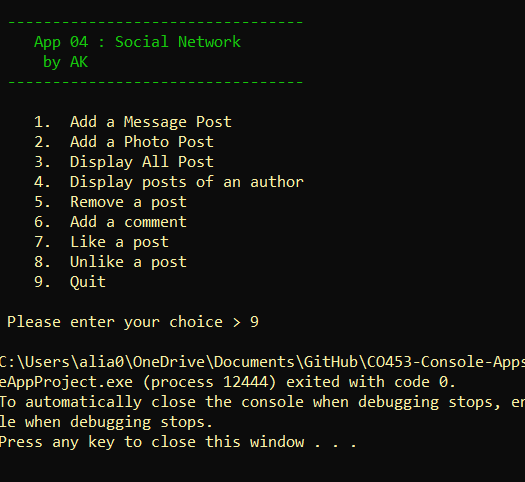 ---------------------------------
App 04 : Social Network
by AK
---------------------------------
1. Add a Message Post
2. Add a Photo Post
3. Display All Post
4. Display posts of an author
5. Remove a post
6. Add a comment
7. Like a post
8. Unlike a post
9. Quit
Please enter your choice > 9
C:\Users\alia0\OneDrive\Documents\GitHub\CO453-Console-Apps
eAppProject.exe (process 12444) exited with code 0.
To automatically close the console when debugging stops, en
le when debugging stops.
Press any key to close this window . . .